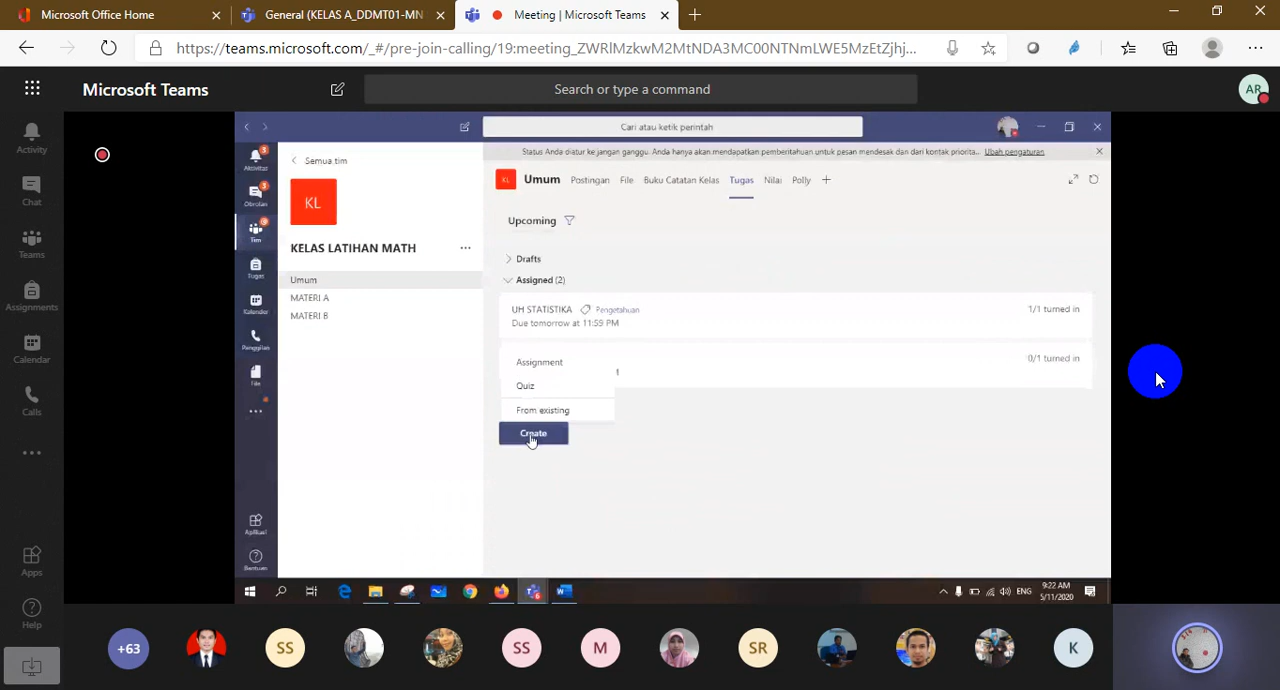 Microsoft Office Home
General (KELAS A_DDMT01-MN
Meeting | Microsoft Teams
https://teams.microsoft.com/_#/pre-join-calling/19:meeting_ZWRlMzkwM2MtNDA3MC00NTNmLWE5MzEtZjhj...
Microsoft Teams
Search or type a command
AR
Activity
Chat
Teams
Assignments
Calendar
Calls
Apps
Help
Cari atau ketik perintah
Status Anda diatur ke jangan ganggu. Anda hanya akan mendapatkan pemberitahuan untuk pesan mendesak dan dari kontak priorita... Ubah pengaturan
3
Aktivitas
3
Obrolan
Tim
Tugas
Kalender
Panggilan
File
Aplikasi
Bantuan
Semua tim
KL
KELAS LATIHAN MATH
Umum
MATERI A
MATERI B
KL Umum Postingan File Buku Catatan Kelas Tugas Nilai Polly
Upcoming
Drafts
Assigned (2)
UH STATISTIKA Pengetahuan
1/1 turned in
Due tomorrow at 11:59 PM
Assignment
0/1 turned in
1
Quiz
From existing
Create
ENG
9:22 AM
5/11/2020
+63
SS
SS
M
SR
K